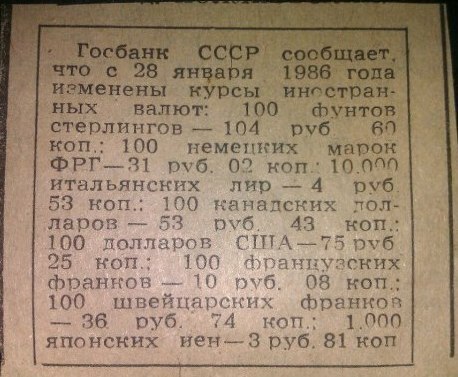 Госбанк СССР сообщает,
что с 28 января 1986 года
изменены курсы иностран-
ных валют: 100 фунтов
стерлингов — 104 руб. 60
коп.; 100 немецких марок
ФРГ—31 руб. 02 коп.; 10.000
итальянских лир — 4 руб.
53 коп.; 100 канадских дол-
ларов — 53 руб. 43 коп.;
100 долларов США—75 руб.
25 коп.; 100 французских
франков — 10 руб. 08 коп.;
100 швейцарских франков
— 36 руб. 74 коп.; 1.000
японских иен—3 руб. 81 коп